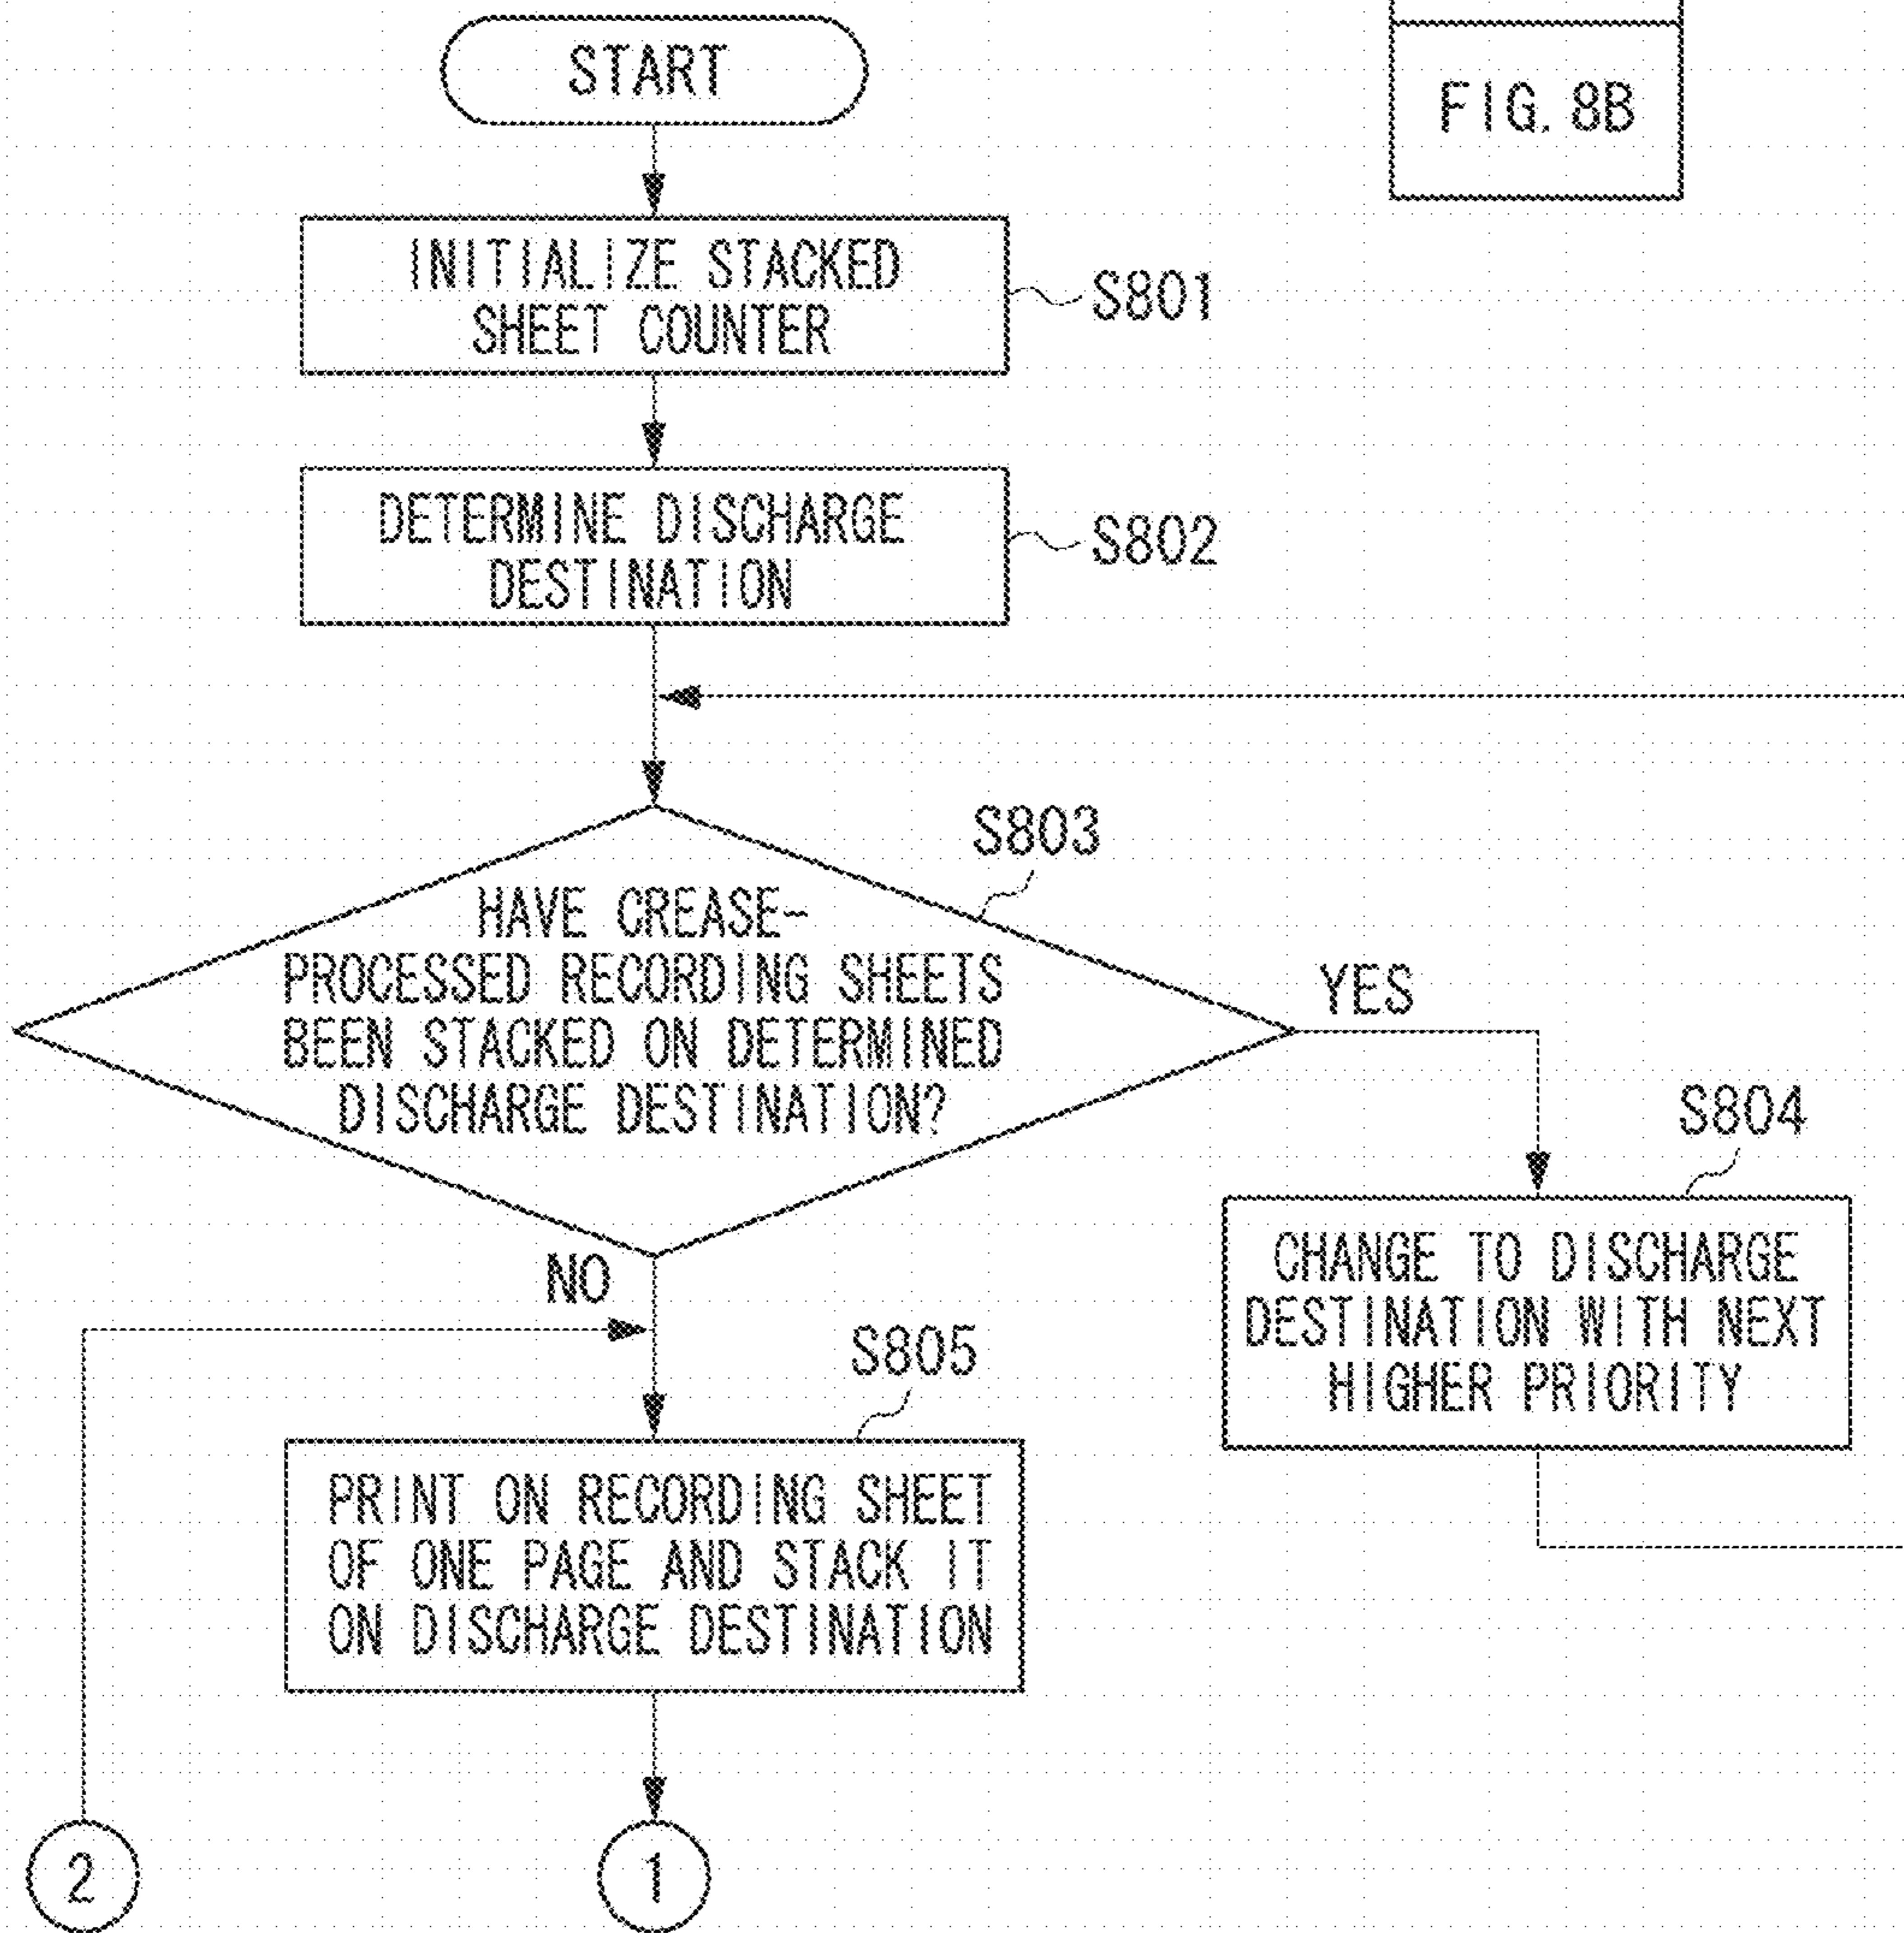 START
FIG. 8B
INITIALIZE STACKED
SHEET COUNTER
S801
DETERMINE DISCHARGE
DESTINATION
S802
S803
HAVE CREASE-
PROCESSED RECORDING SHEETS
BEEN STACKED ON DETERMINED
DISCHARGE DESTINATION?
YES
NO
S804
CHANGE TO DISCHARGE
DESTINATION WITH NEXT
HIGHER PRIORITY
S805
PRINT ON RECORDING SHEET
OF ONE PAGE AND STACK IT
ON DISCHARGE DESTINATION
2
1